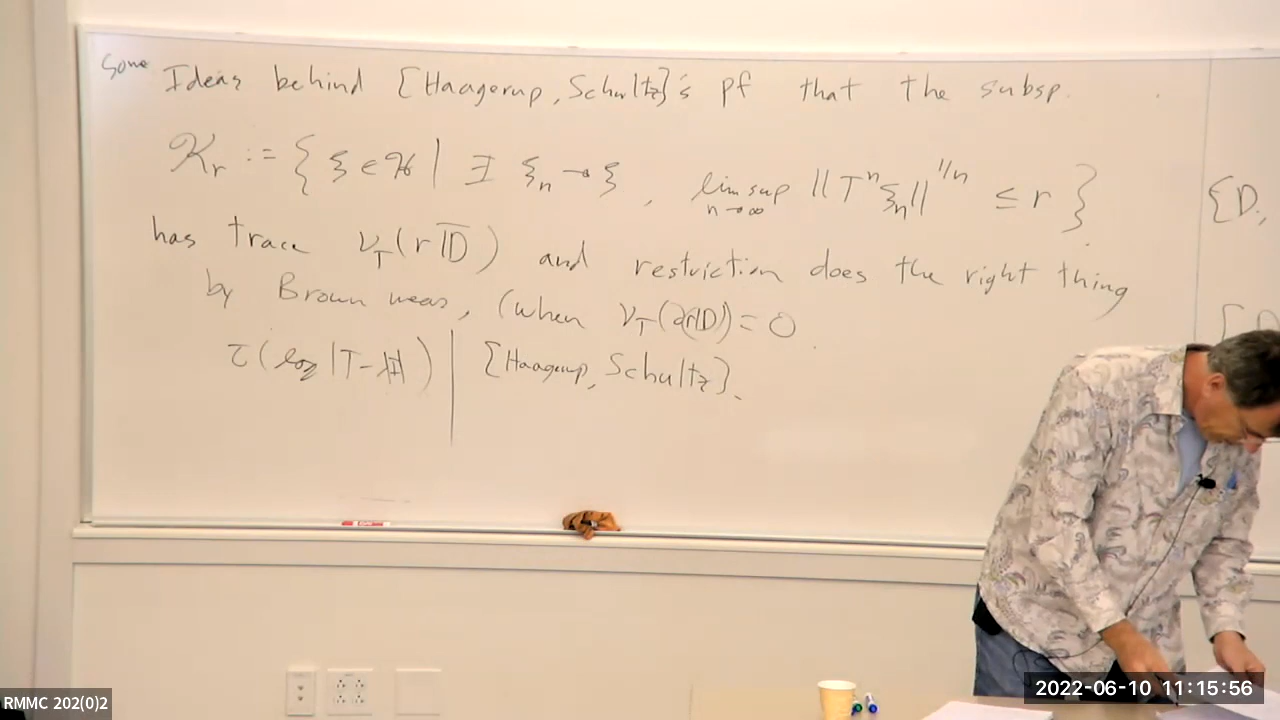 Some Ideas behind [Haagerup, Schultz]'s pf that the subsp.
𝒦_r := { ξ ∈ ℋ | ∃ ξ_n → ξ , lim sup_{n→∞} ||T^n ξ_n||^{1/n} ≤ r }
has trace ν_T(r𝔻̅) and restriction does the right thing
by Brown meas, (when ν_T(∂r𝔻) = 0
τ(log |T-λ1|) | [Haagerup, Schultz].
{D,
RMMC 202(0)2
2022-06-10 11:15:56